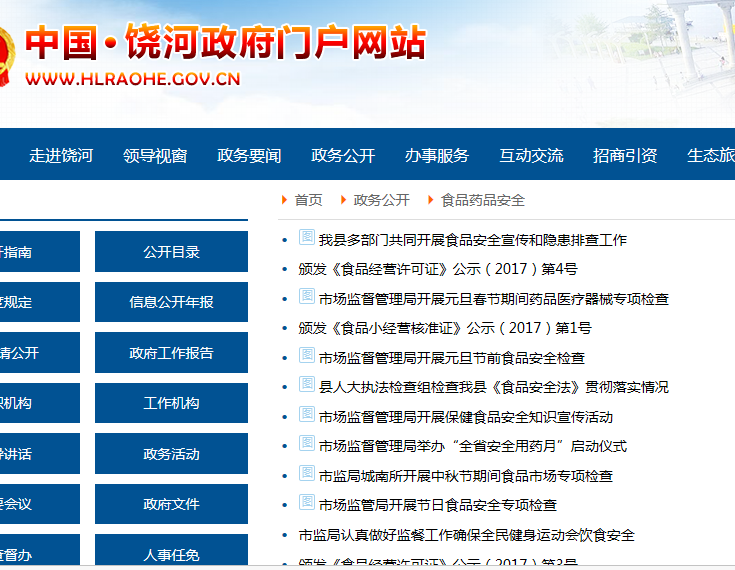 中国·饶河政府门户网站
WWW.HLRAOHE.GOV.CN
走进饶河 领导视窗 政务要闻 政务公开 办事服务 互动交流 招商引资 生态旅
首页 政务公开 食品药品安全
指南 公开目录
规定 信息公开年报
请公开 政府工作报告
机构 工作机构
讲话 政务活动
会议 政府文件
督办 人事任免
图 我县多部门共同开展食品安全宣传和隐患排查工作
颁发《食品经营许可证》公示（2017）第4号
图 市场监督管理局开展元旦春节期间药品医疗器械专项检查
颁发《食品小经营核准证》公示（2017）第1号
图 市场监督管理局开展元旦节前食品安全检查
图 县人大执法检查组检查我县《食品安全法》贯彻落实情况
图 市场监督管理局开展保健食品安全知识宣传活动
图 市场监督管理局举办“全省安全用药月”启动仪式
图 市监局城南所开展中秋节期间食品市场专项检查
图 市场监管局开展节日食品安全专项检查
市监局认真做好监餐工作确保全民健身运动会饮食安全
颁发《食品经营许可证》公示（2017）第3号